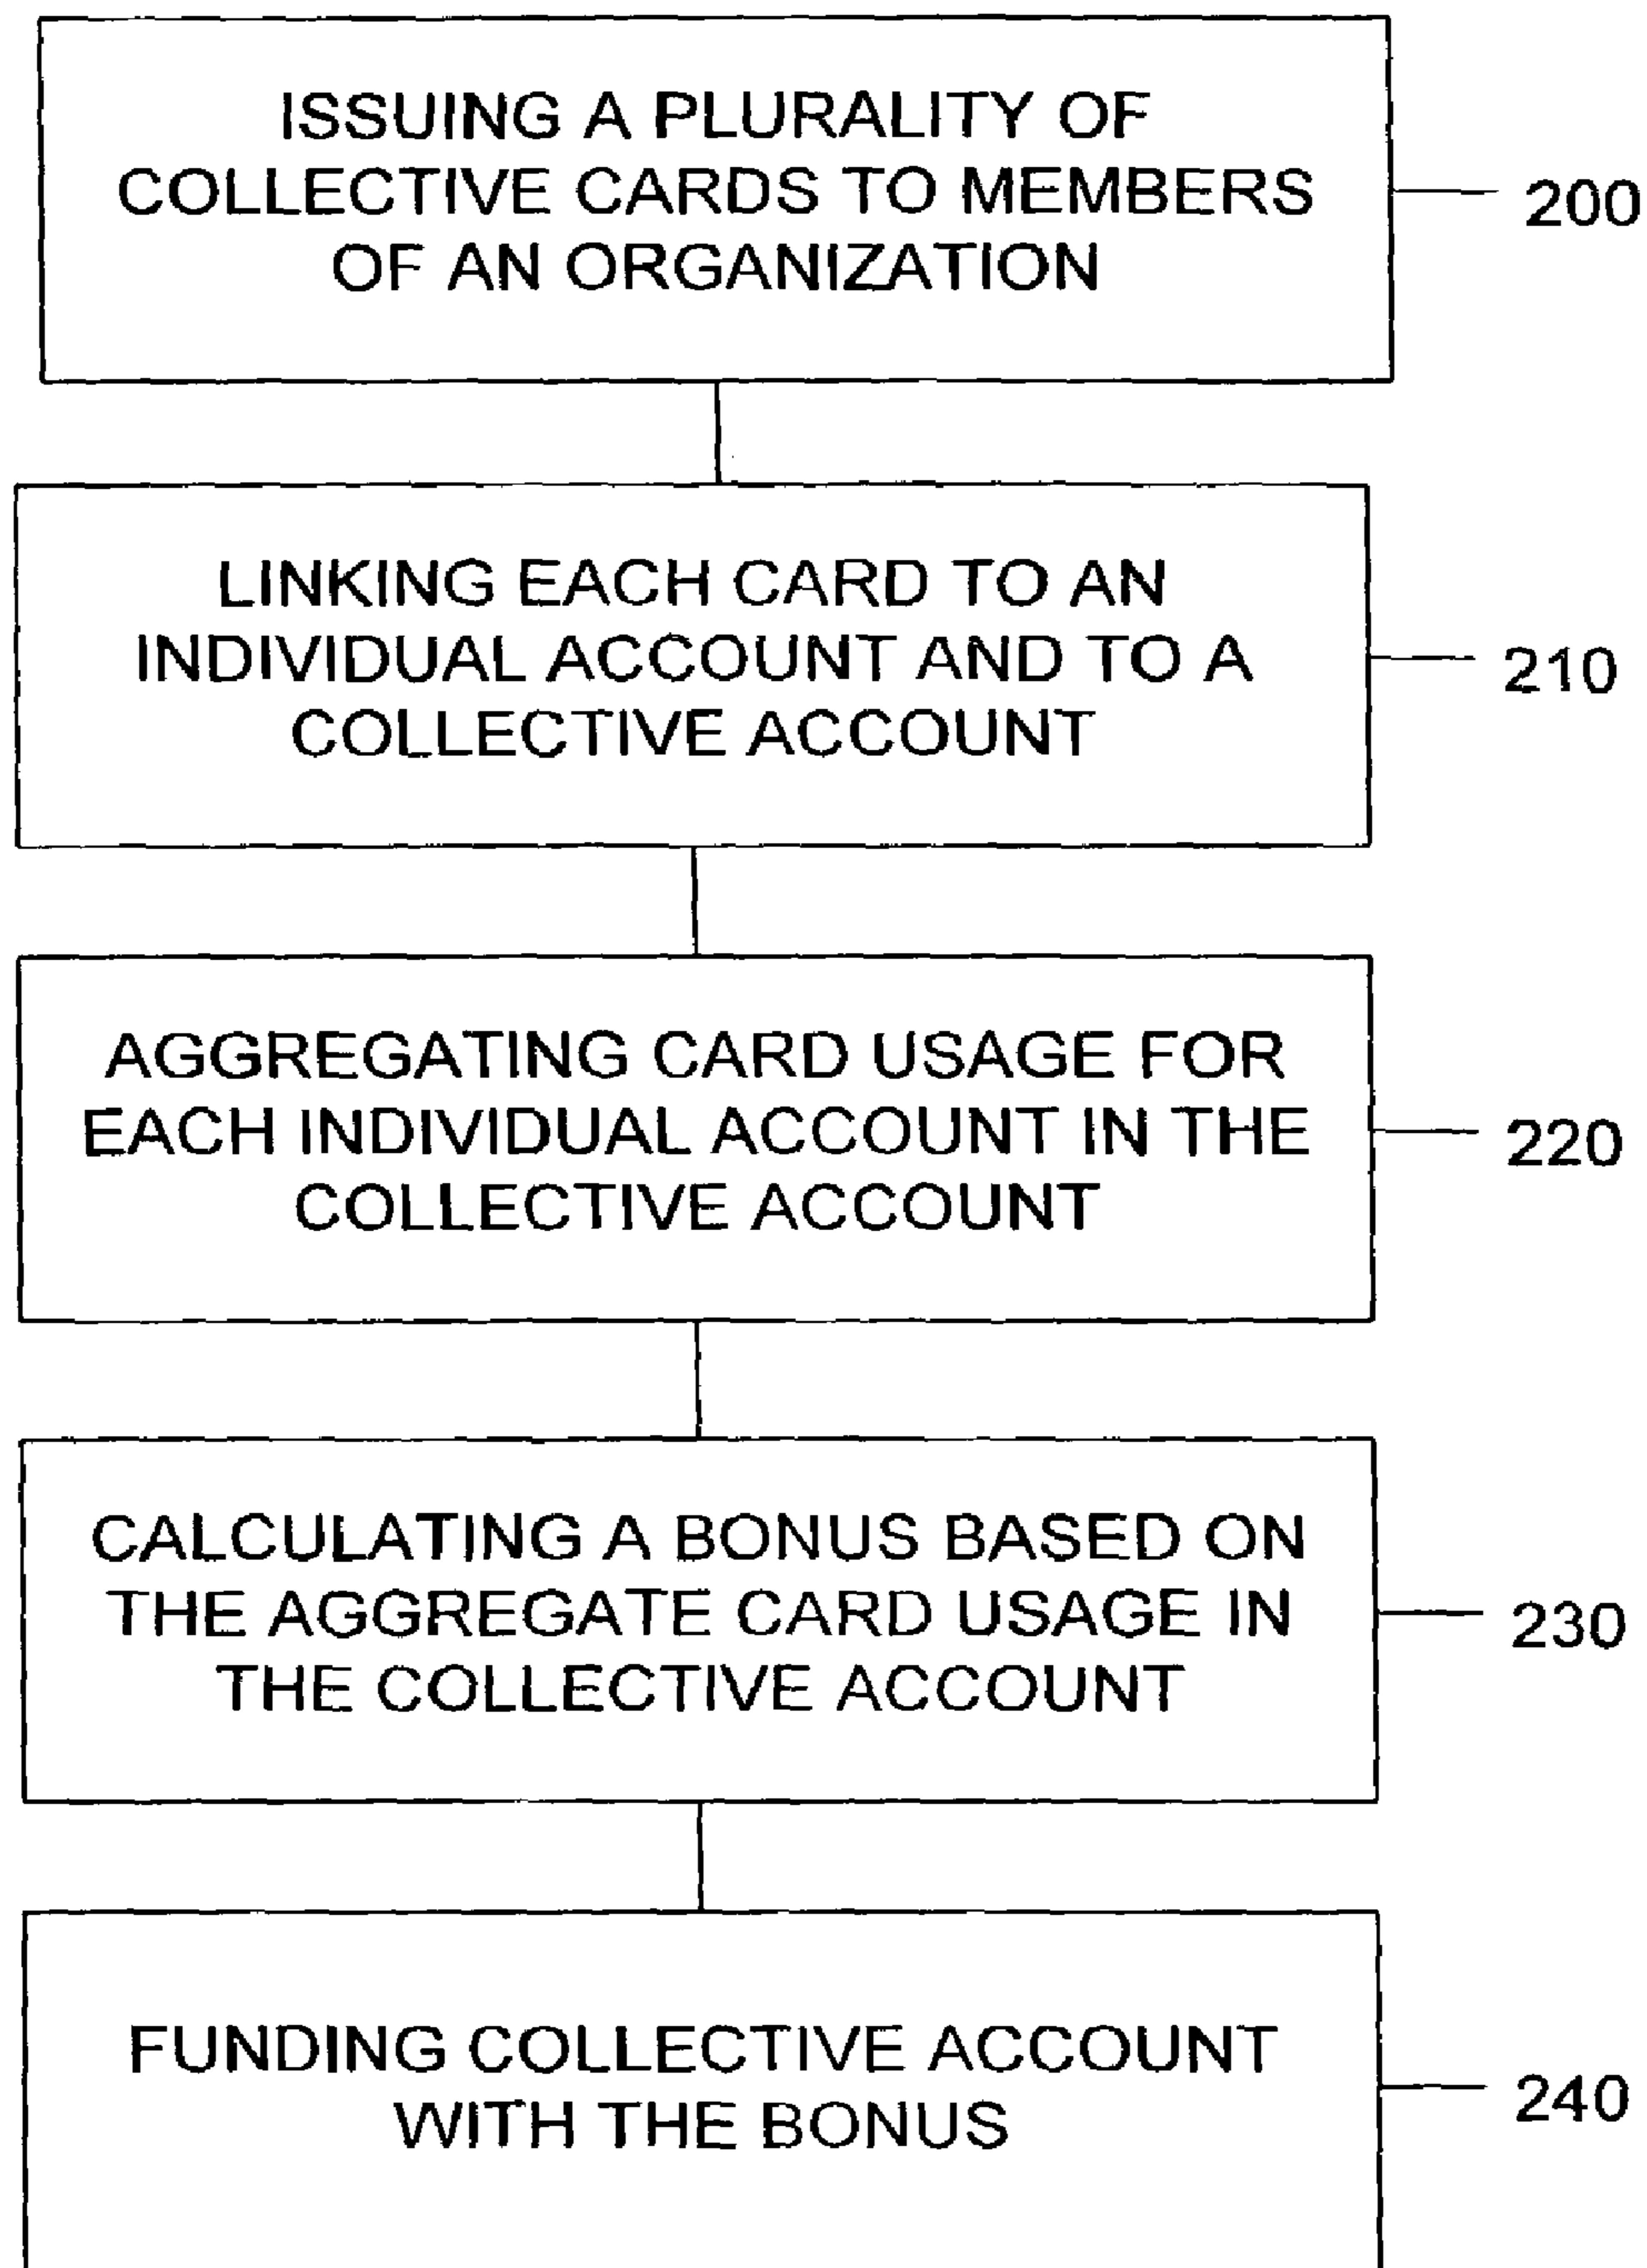 ISSUING A PLURALITY OF
COLLECTIVE CARDS TO MEMBERS
OF AN ORGANIZATION
200
LINKING EACH CARD TO AN
INDIVIDUAL ACCOUNT AND TO A
COLLECTIVE ACCOUNT
210
AGGREGATING CARD USAGE FOR
EACH INDIVIDUAL ACCOUNT IN THE
COLLECTIVE ACCOUNT
220
CALCULATING A BONUS BASED ON
THE AGGREGATE CARD USAGE IN
THE COLLECTIVE ACCOUNT
230
FUNDING COLLECTIVE ACCOUNT
WITH THE BONUS
240